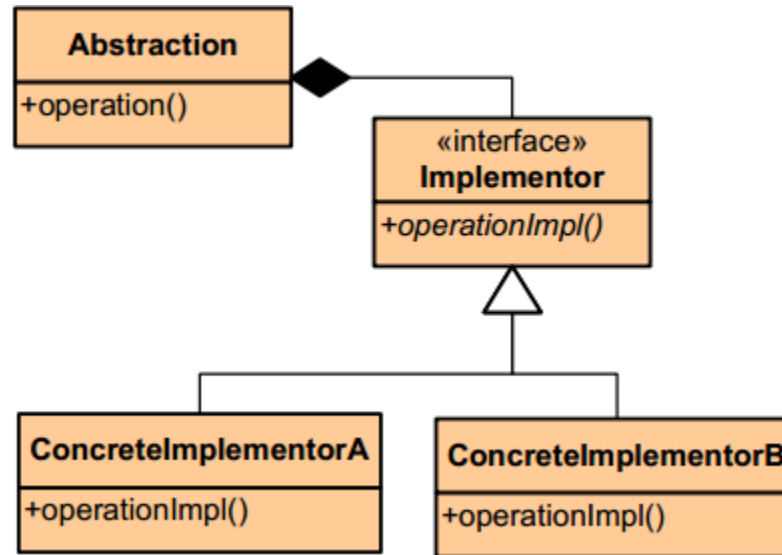 Abstraction
+operation()
«interface»
Implementor
+operationImpl()
ConcreteImplementorA
+operationImpl()
ConcreteImplementorB
+operationImpl()